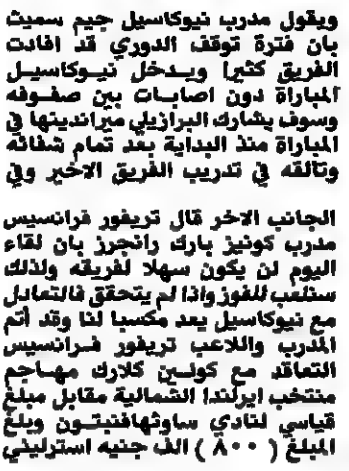 ويقول مدرب نيوكاسيل جيم سميث
بان فترة توقف الدوري قد افادت
الفريق كثيرا ويدخل نيوكاسيل
المباراة دون اصابات بين صفوفه
وسوف يشارك البرازيلي ميرانديتها في
المباراة منذ البداية بعد تمام شفائه
وتالقه في تدريب الفريق الاخير وفي
الجانب الاخر قال تريفور فرانسيس
مدرب كوينز بارك رانجرز بان لقاء
اليوم لن يكون سهلا لفريقه ولذلك
سنلعب للفوز واذا لم يتحقق فالتعادل
مع نيوكاسيل يعد مكسبا لنا وقد أتم
المدرب واللاعب تريفور فرانسيس
التعاقد مع كولين كلارك مهاجم
منتخب ايرلندا الشمالية مقابل مبلغ
قياسي لنادي ساوثهافنبتون وبلغ
المبلغ ( ٨٠٠ ) الف جنيه استرليني